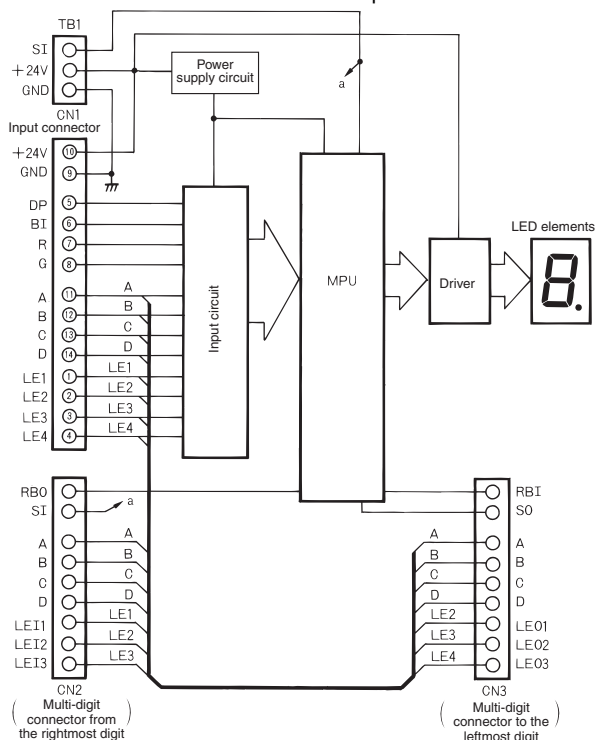 TB1
SI
+24V
GND
CN1
Input connector
+24V 10
GND 9
DP 5
BI 6
R 7
G 8
A 11 A
B 12 B
C 13 C
D 14 D
LE1 1 LE1
LE2 2 LE2
LE3 3 LE3
LE4 4 LE4
Power
supply circuit
a
Input circuit
MPU
Driver
LED elements
8.
RBO
SI a
A A
B B
C C
D D
LEI1 LE1
LEI2 LE2
LEI3 LE3
CN2
( Multi-digit
connector from
the rightmost digit
RBI
SO
A A
B B
C C
D D
LE2 LEO1
LE3 LEO2
LE4 LEO3
CN3
( Multi-digit )
connector to the
leftmost digit